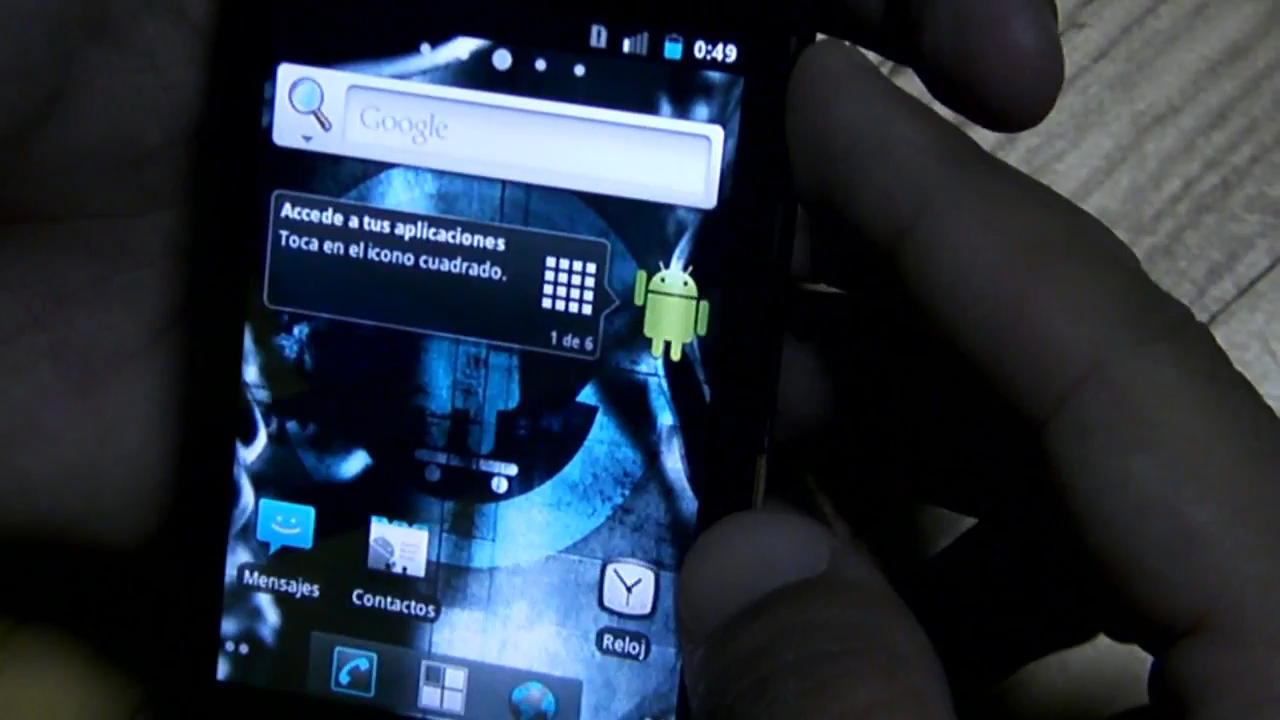 0:49
Google
Accede a tus aplicaciones
Toca en el icono cuadrado.
1 de 6
Mensajes
Contactos
Reloj